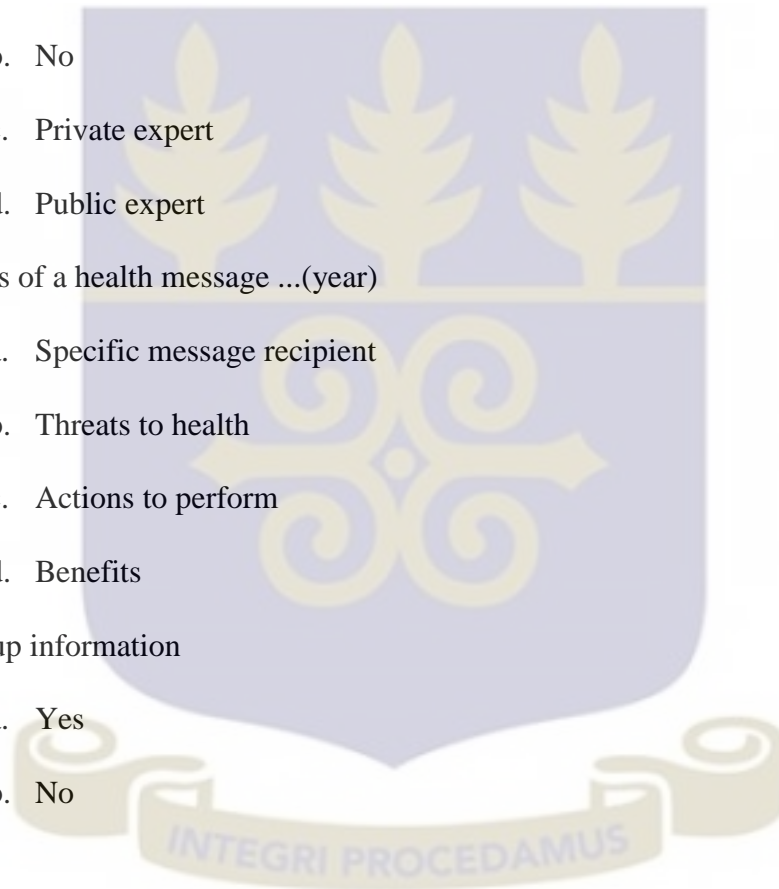 No
Private expert
d. Public expert
s of a health message ...(year)
Specific message recipient
Threats to health
Actions to perform
d. Benefits
up information
Yes
No
INTEGRI PROCEDAMUS